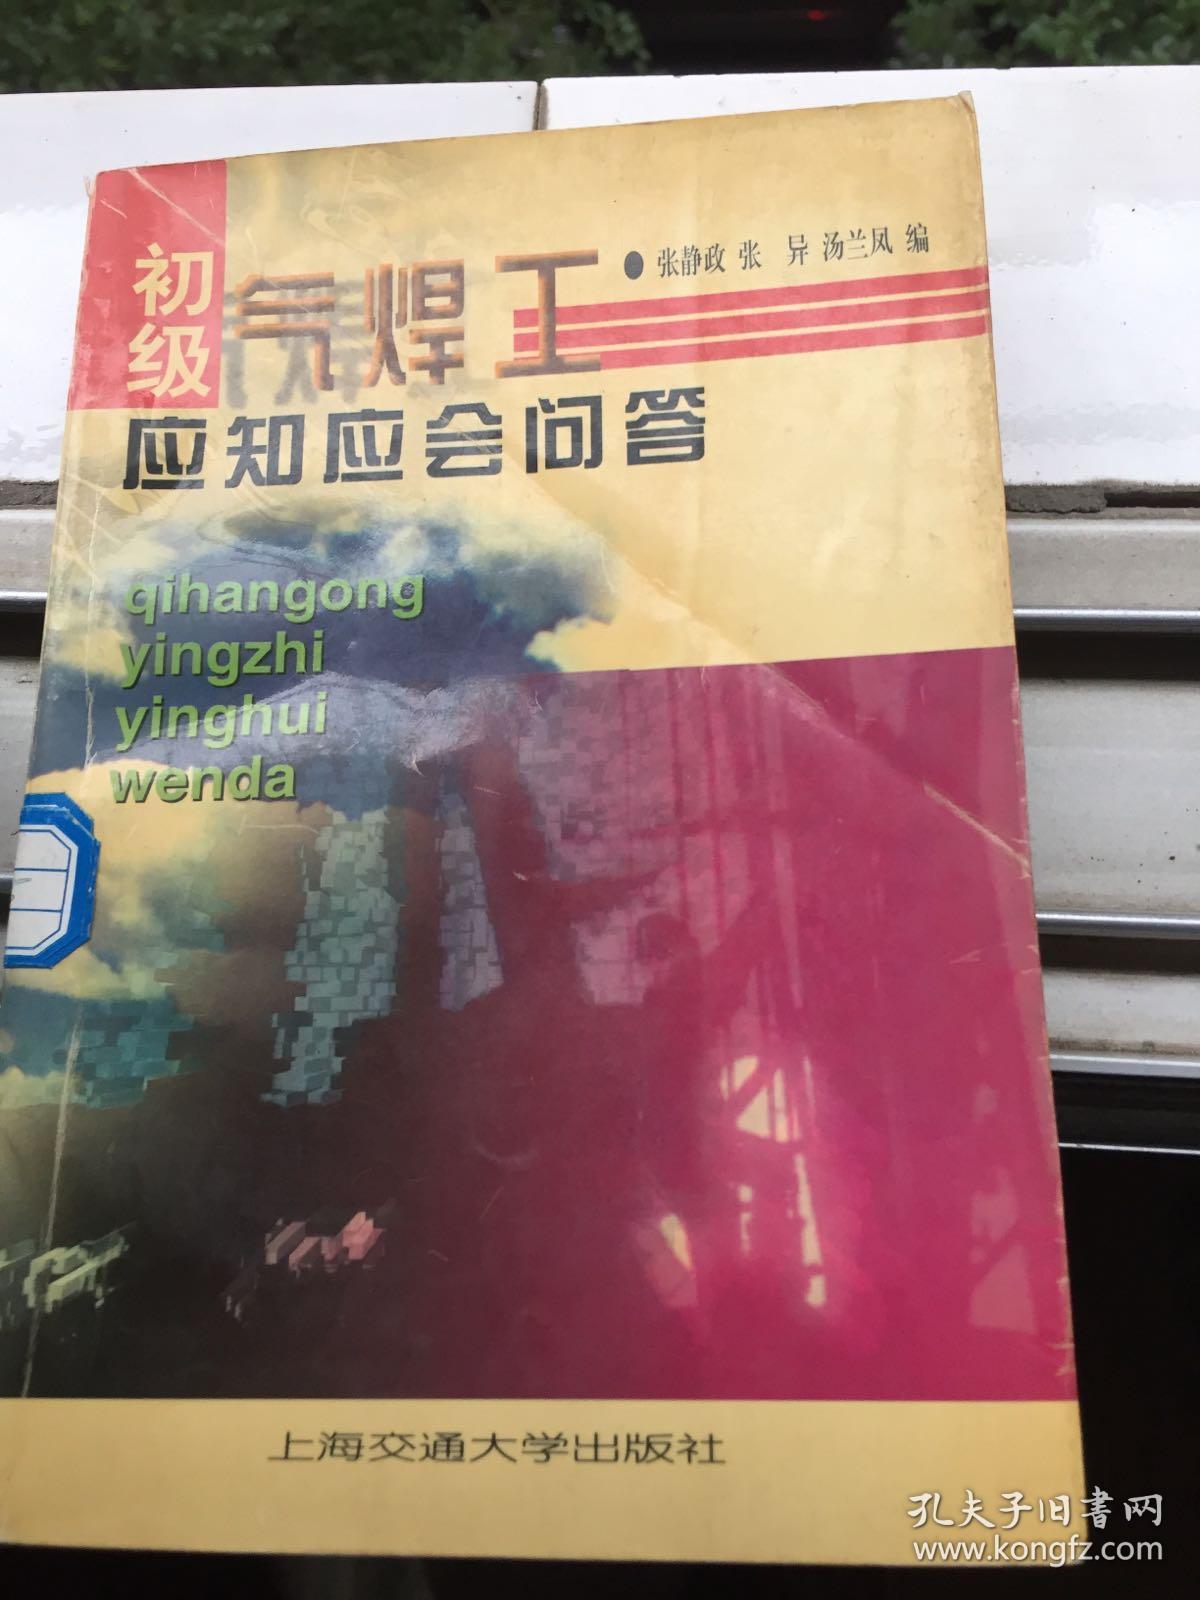 初级
气焊工
●张静政 张 异 汤兰凤 编
应知应会问答
qihangong
yingzhi
yinghui
wenda
上海交通大学出版社
孔夫子旧书网
www.kongfz.com